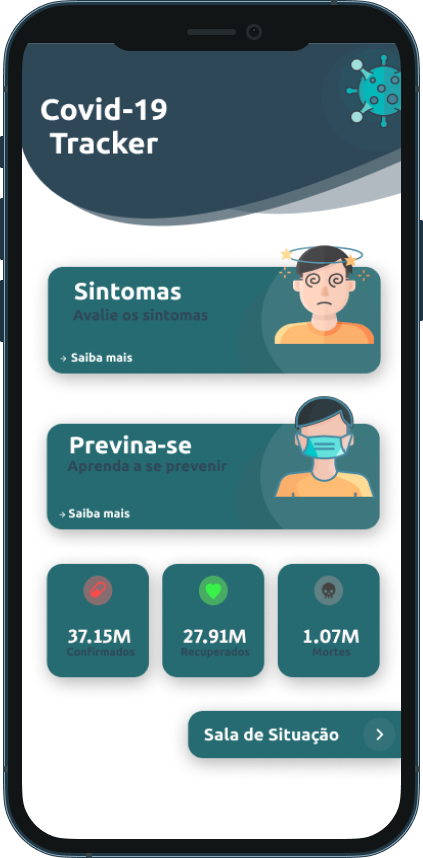 Covid-19
Tracker
Sintomas
Avalie os sintomas
Saiba mais
Previna-se
Aprenda a se prevenir
Saiba mais
37.15M
Confirmados
27.91M
Recuperados
1.07M
Mortes
Sala de Situação